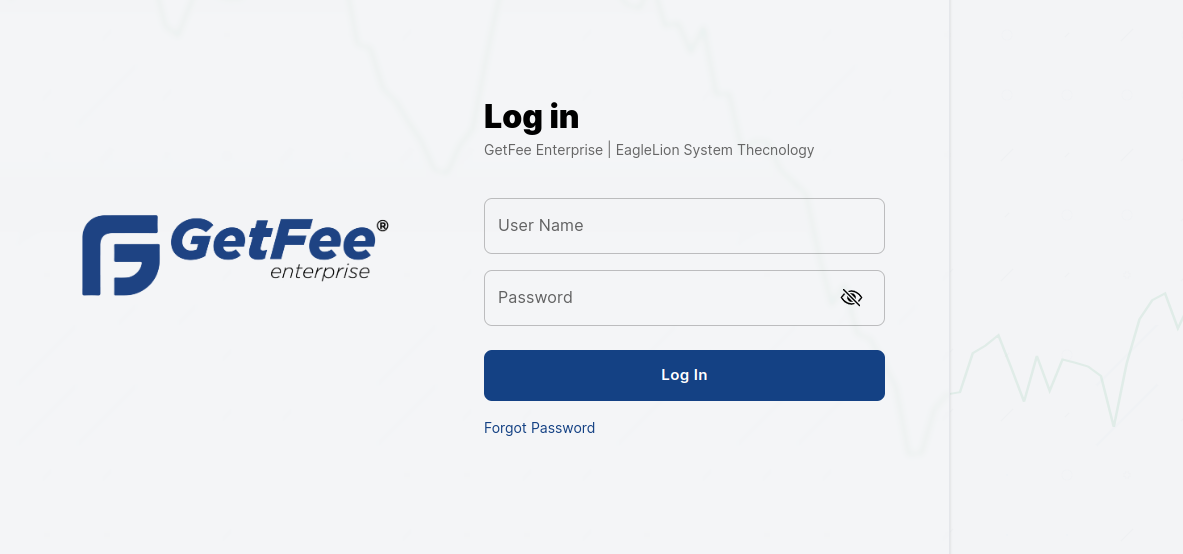 Log in
GetFee Enterprise | EagleLion System Thecnology
GetFee®
enterprise
User Name
Password
Log In
Forgot Password